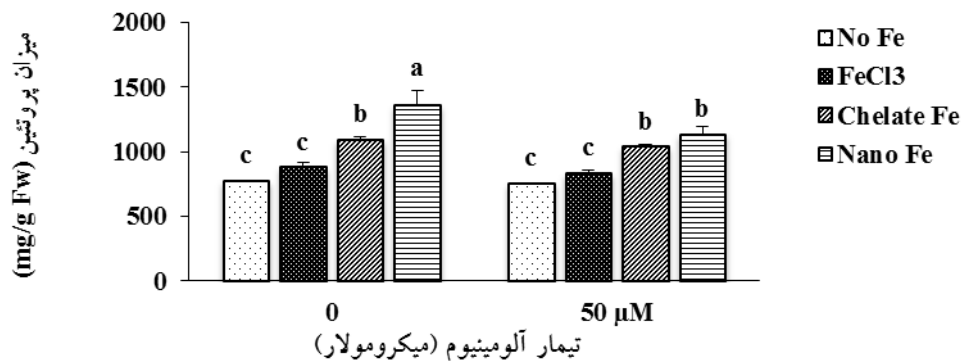 میزان پروتئین
(mg/g Fw)
2000
1500
1000
500
0
c
c
b
a
c
c
b
b
0
50 µM
تیمار آلومینیوم (میکرومولار)
No Fe
FeCl3
Chelate Fe
Nano Fe